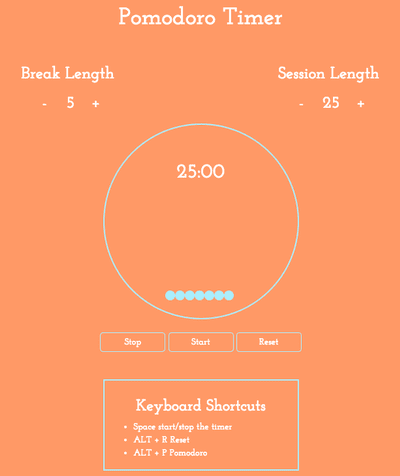 Pomodoro Timer
Break Length
Session Length
- 5 +
- 25 +
25:00
Stop
Start
Reset
Keyboard Shortcuts
• Space start/stop the timer
• ALT + R Reset
• ALT + P Pomodoro